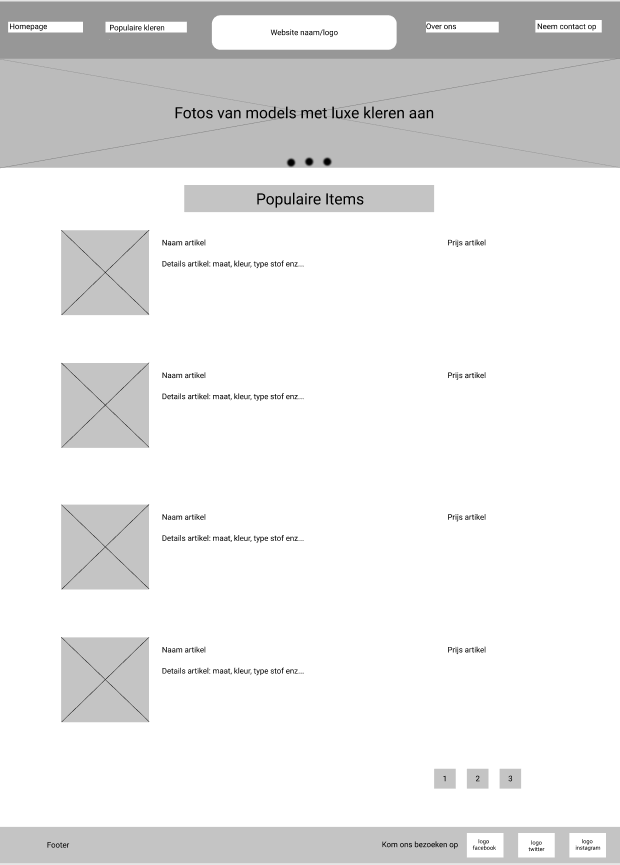 Homepage
Populaire kleren
Website naam/logo
Over ons
Neem contact op
Fotos van models met luxe kleren aan
Populaire Items
Naam artikel
Prijs artikel
Details artikel: maat, kleur, type stof enz...
Naam artikel
Prijs artikel
Details artikel: maat, kleur, type stof enz...
Naam artikel
Prijs artikel
Details artikel: maat, kleur, type stof enz...
Naam artikel
Prijs artikel
Details artikel: maat, kleur, type stof enz...
1
2
3
Footer
Kom ons bezoeken op
logo
facebook
logo
twitter
logo
instagram